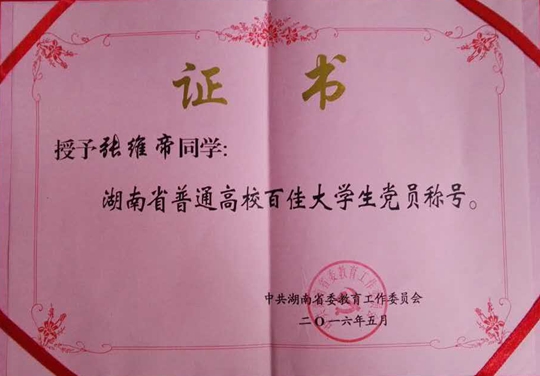 证 书
授予张维帝同学：
湖南省普通高校百佳大学生党员称号。
中共湖南省委教育工作委员会
二〇一六年五月